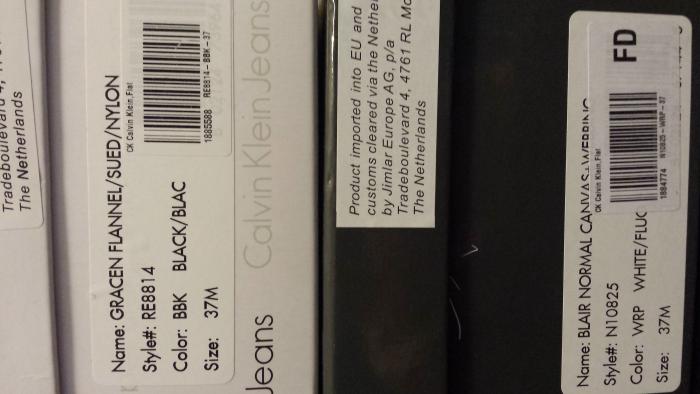 Tradeboulevard 4,
The Netherlands
Name: GRACEN FLANNEL/SUED/NYLON
CK Calvin Klein,Flat
Style#: RE8814
Color: BBK BLACK/BLAC
Size: 37M
1885588 RE8814-BBK-37
Calvin Klein Jeans
Jeans
Product imported into EU and
customs cleared via the Nether
by Jimlar Europe AG, p/a
Tradeboulevard 4, 4761 RL Mo
The Netherlands
FD
Name: BLAIR NORMAL CANVAS+WEBBING
CK Calvin Klein,Flat
Style#: N10825
Color: WRP WHITE/FLUO
Size: 37M
1884774 N10825-WRP-37